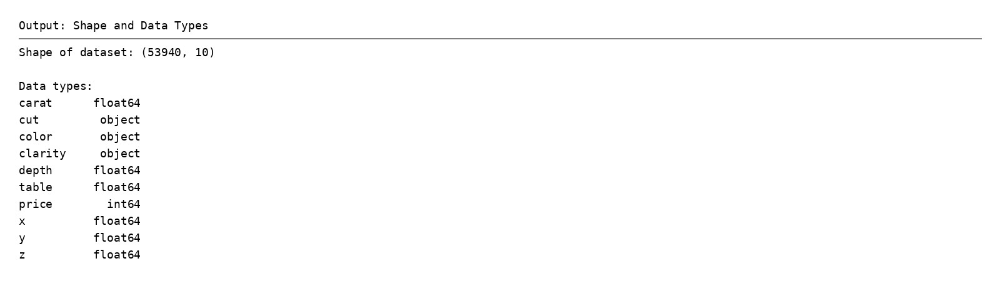 Output: Shape and Data Types
Shape of dataset: (53940, 10)
Data types:
carat      float64
cut         object
color       object
clarity     object
depth      float64
table      float64
price        int64
x          float64
y          float64
z          float64